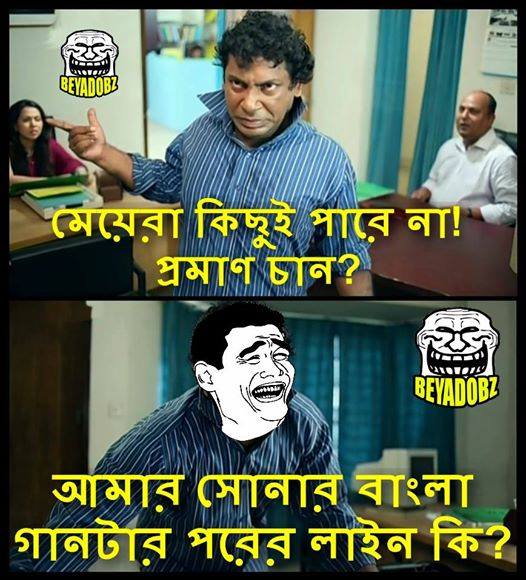 BEYADOBZ
মেয়েরা কিছুই পারে না!
প্রমাণ চান?
BEYADOBZ
আমার সোনার বাংলা
গানটার পরের লাইন কি?